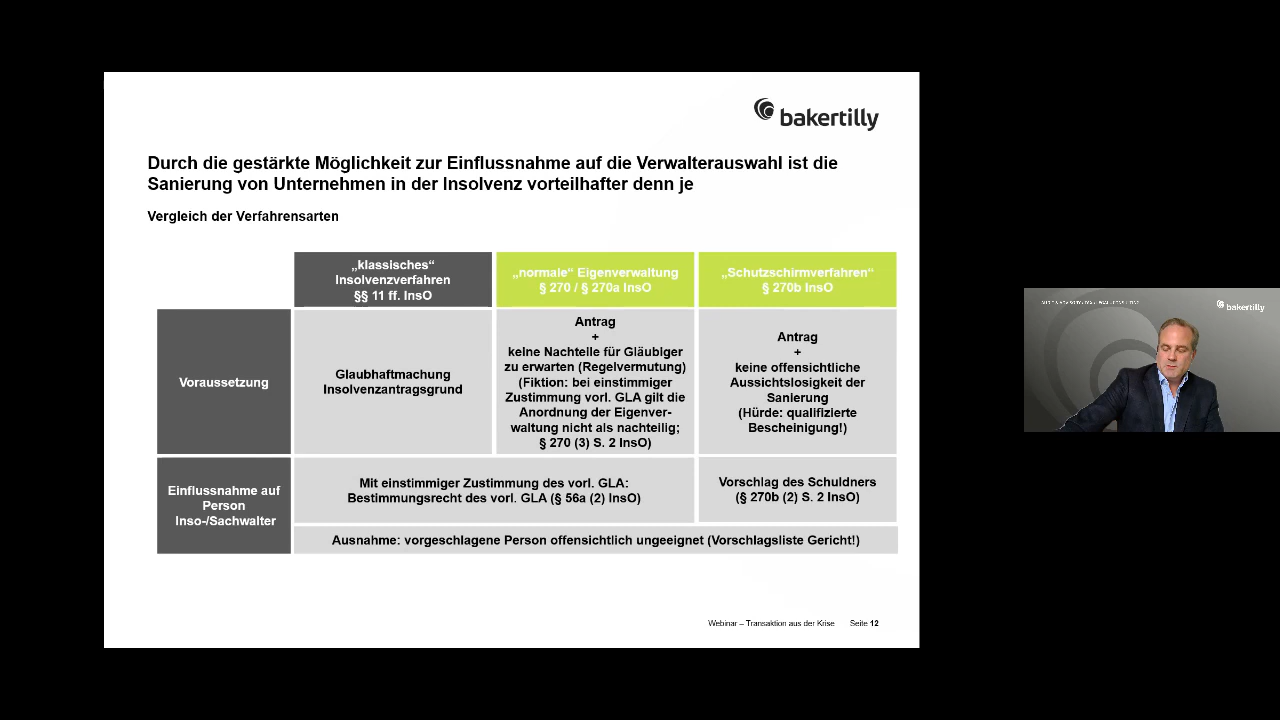 bakertilly
Durch die gestärkte Möglichkeit zur Einflussnahme auf die Verwalterauswahl ist die
Sanierung von Unternehmen in der Insolvenz vorteilhafter denn je
Vergleich der Verfahrensarten
„klassisches“
Insolvenzverfahren
§§ 11 ff. InsO
„normale“ Eigenverwaltung
§ 270 / § 270a InsO
„Schutzschirmverfahren“
§ 270b InsO
Voraussetzung
Glaubhaftmachung
Insolvenzantragsgrund
Antrag
+
keine Nachteile für Gläubiger
zu erwarten (Regelvermutung)
(Fiktion: bei einstimmiger
Zustimmung vorl. GLA gilt die
Anordnung der Eigenver-
waltung nicht als nachteilig;
§ 270 (3) S. 2 InsO)
Antrag
+
keine offensichtliche
Aussichtslosigkeit der
Sanierung
(Hürde: qualifizierte
Bescheinigung!)
Einflussnahme auf
Person
Inso-/Sachwalter
Mit einstimmiger Zustimmung des vorl. GLA:
Bestimmungsrecht des vorl. GLA (§ 56a (2) InsO)
Vorschlag des Schuldners
(§ 270b (2) S. 2 InsO)
Ausnahme: vorgeschlagene Person offensichtlich ungeeignet (Vorschlagsliste Gericht!)
Webinar – Transaktion aus der Krise Seite 12
bakertilly